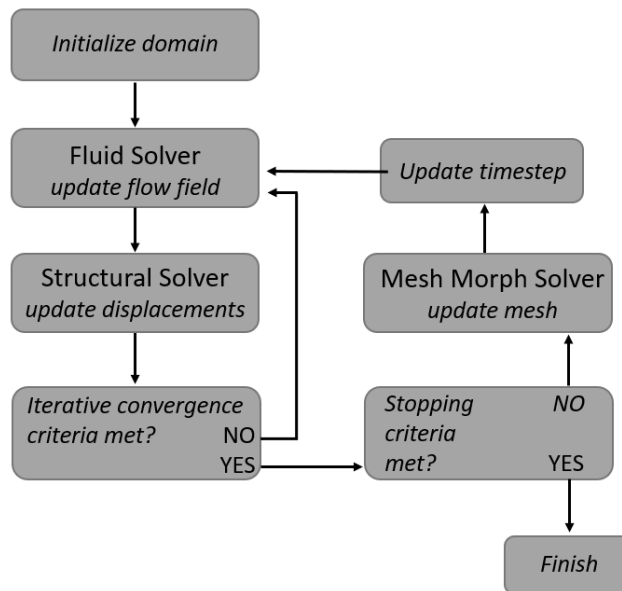 Initialize domain
Fluid Solver
update flow field
Update timestep
Structural Solver
update displacements
Mesh Morph Solver
update mesh
Iterative convergence
criteria met?
NO
YES
Stopping
criteria
met?
NO
YES
Finish